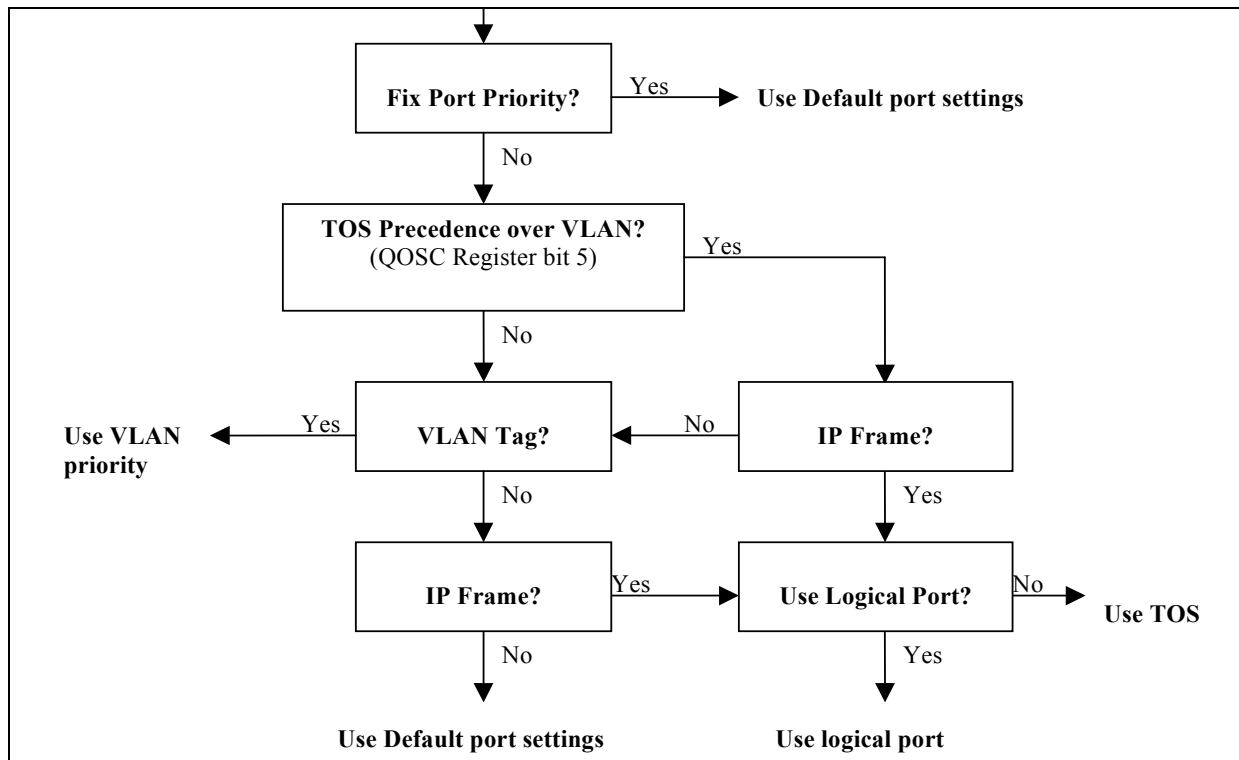 Fix Port Priority?
Yes
Use Default port settings
No
TOS Precedence over VLAN?
(QOSC Register bit 5)
Yes
No
Use VLAN
priority
Yes
VLAN Tag?
No
IP Frame?
No
Yes
IP Frame?
Yes
Use Logical Port?
No
Use TOS
No
Yes
Use Default port settings
Use logical port